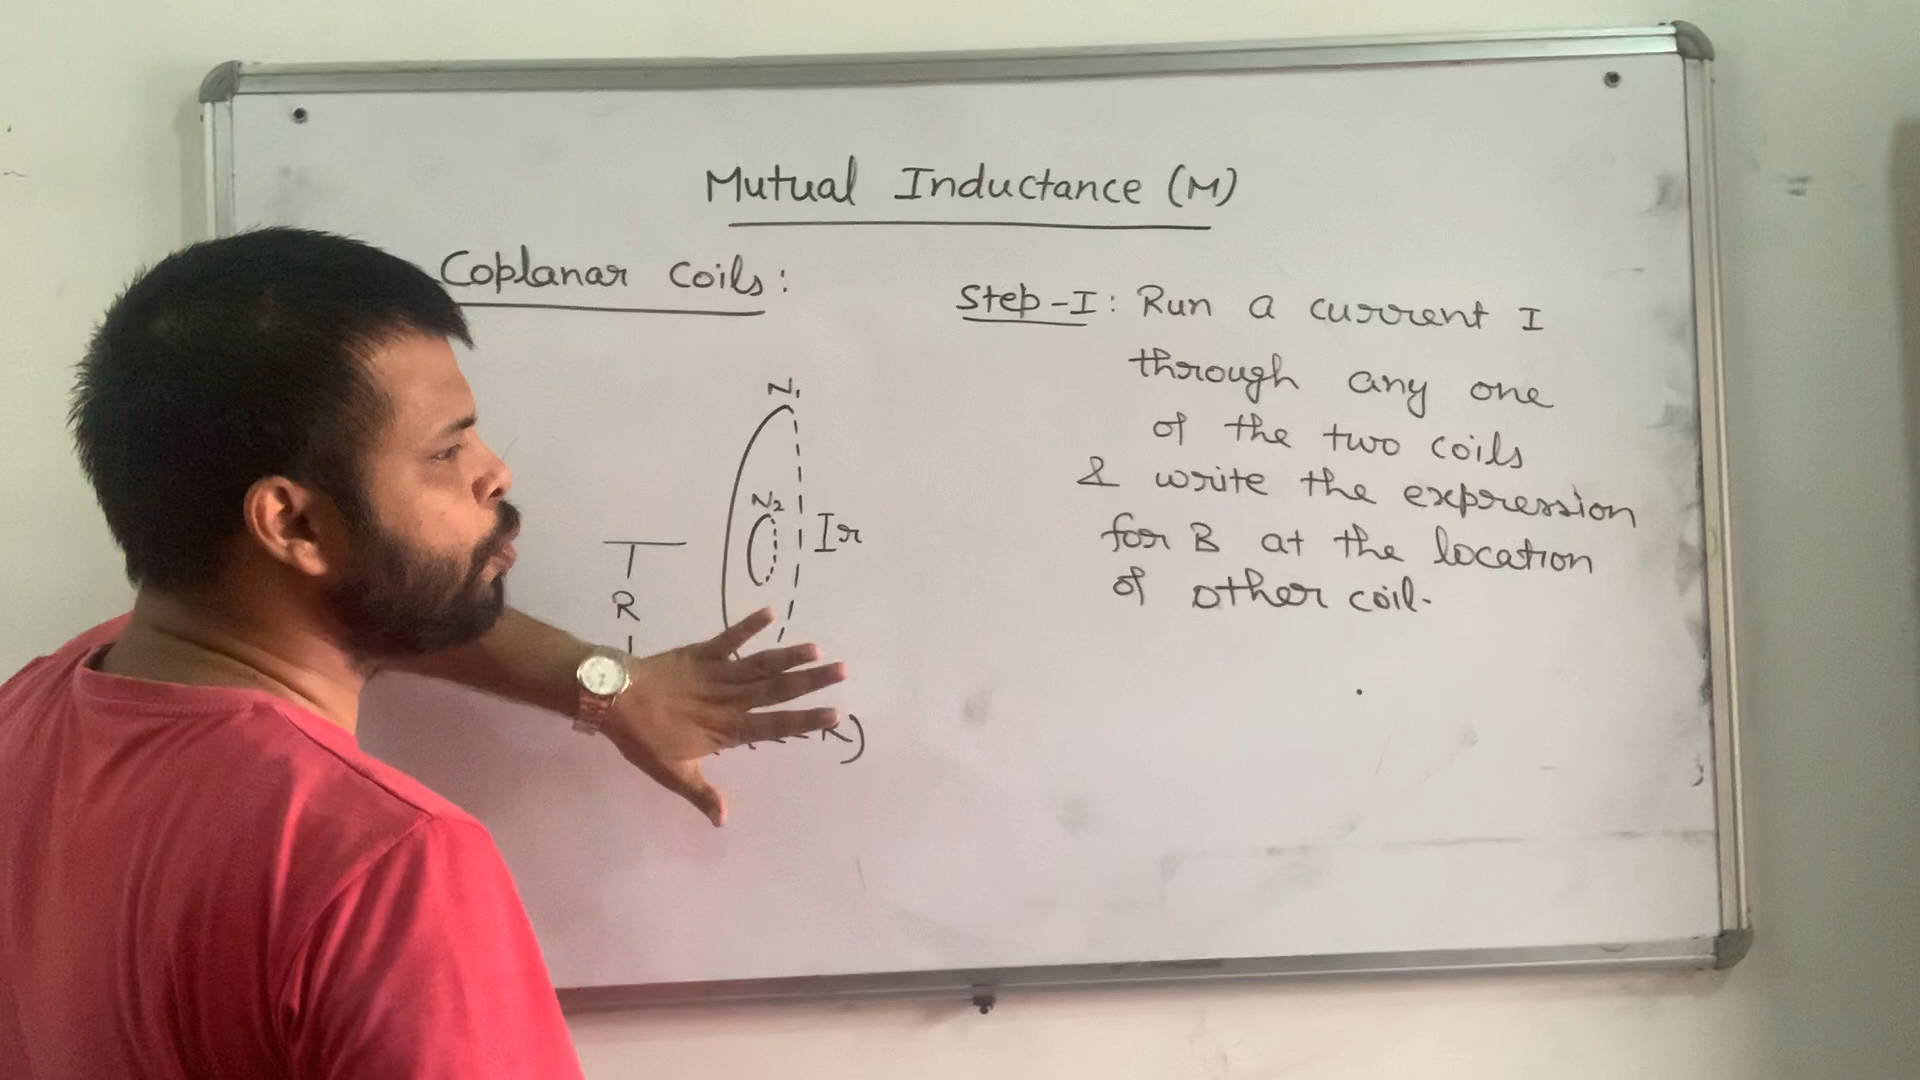 Mutual Inductance (M)
Coplanar Coils:
N₁
N₂
Ir
R
R)
Step-I: Run a current I
through any one
of the two coils
& write the expression
for B at the location
of other coil.